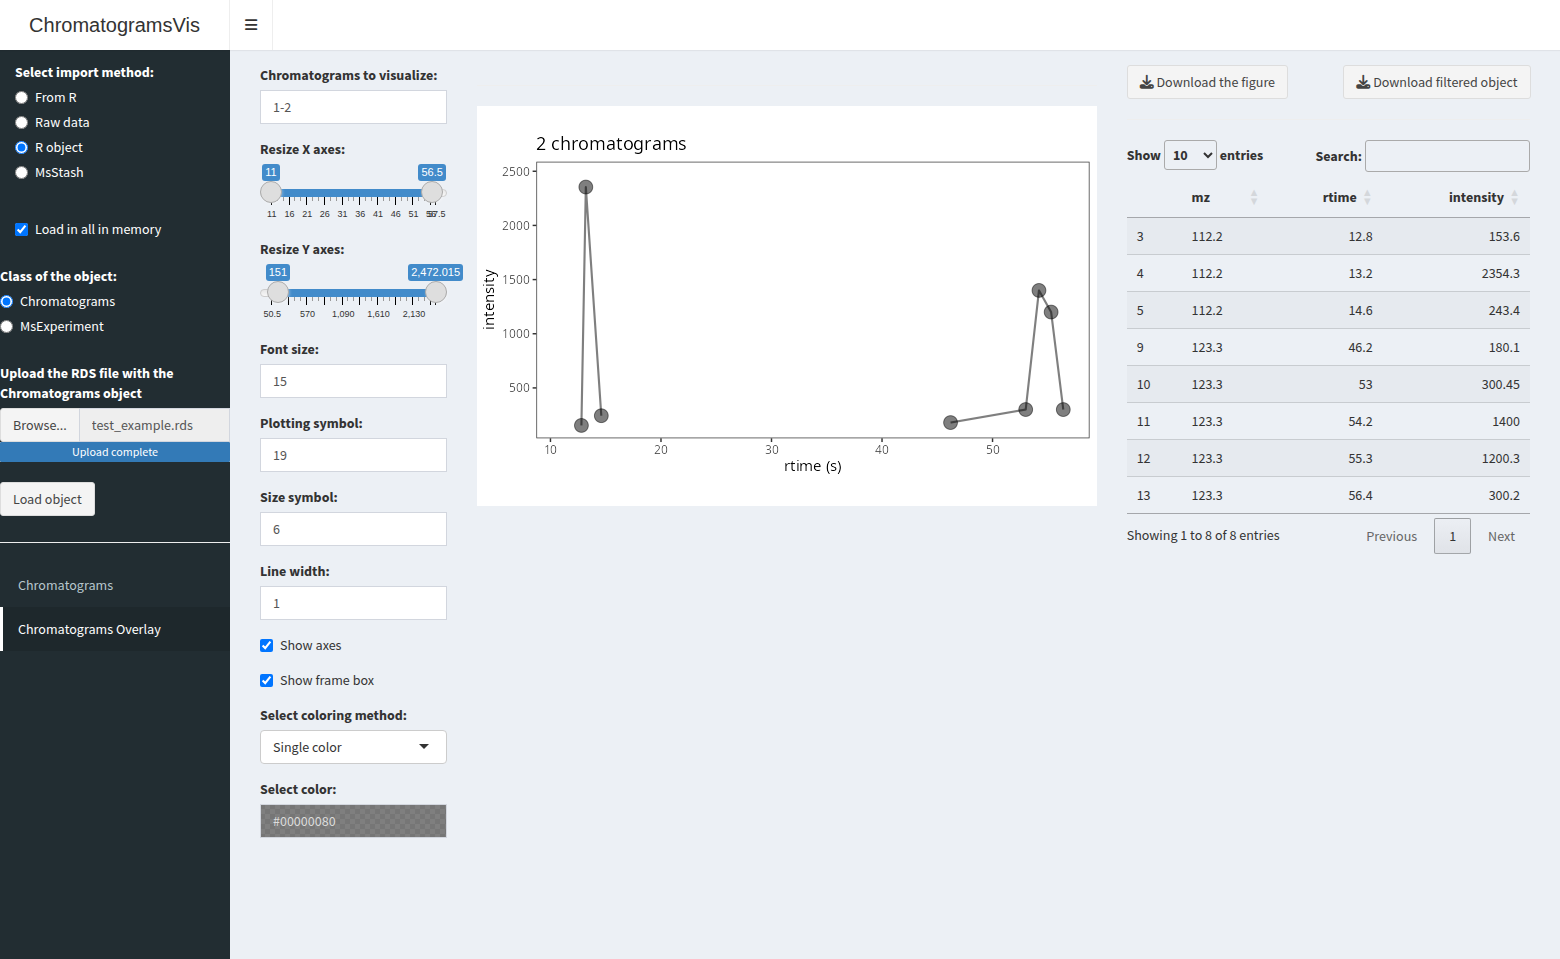 ChromatogramsVis
Select import method:
From R
Raw data
R object
MsStash
Load in all in memory
Class of the object:
Chromatograms
MsExperiment
Upload the RDS file with the
Chromatograms object
Browse... test_example.rds
Upload complete
Load object
Chromatograms
Chromatograms Overlay
Chromatograms to visualize:
1-2
Resize X axes:
11 56.5
11 16 21 26 31 36 41 46 51 56 57.5
Resize Y axes:
151 2,472.015
50.5 570 1,090 1,610 2,130
Font size:
15
Plotting symbol:
19
Size symbol:
6
Line width:
1
Show axes
Show frame box
Select coloring method:
Single color
Select color:
#00000080
2 chromatograms
2500
2000
1500
1000
500
intensity
10 20 30 40 50
rtime (s)
Download the figure Download filtered object
Show 10 entries Search:
mz rtime intensity
3 112.2 12.8 153.6
4 112.2 13.2 2354.3
5 112.2 14.6 243.4
9 123.3 46.2 180.1
10 123.3 53 300.45
11 123.3 54.2 1400
12 123.3 55.3 1200.3
13 123.3 56.4 300.2
Showing 1 to 8 of 8 entries Previous 1 Next